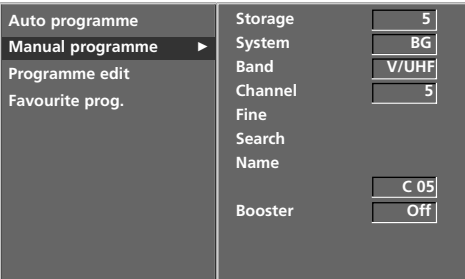 Auto programme
Manual programme ►
Programme edit
Favourite prog.
Storage 5
System BG
Band V/UHF
Channel 5
Fine
Search
Name
C 05
Booster Off